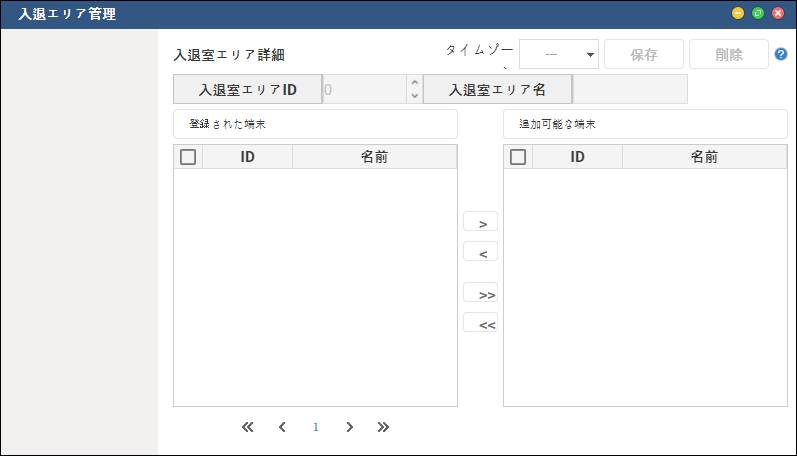 入退エリア管理
入退室エリア詳細
タイムゾー
---
保存
削除
?
入退室エリアID
0
入退室エリア名
登録された端末
追加可能な端末
ID
名前
ID
名前
>
<
>>
<<
1